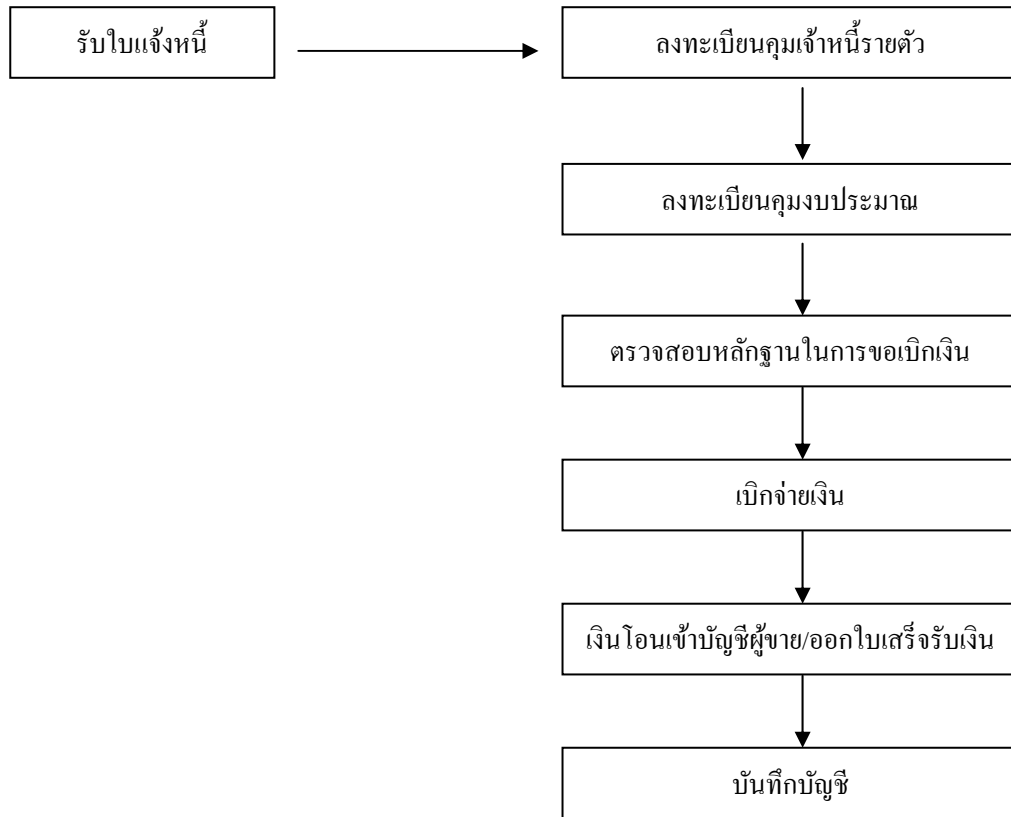 รับใบแจ้งหนี้
ลงทะเบียนคุมเจ้าหนี้รายตัว
ลงทะเบียนคุมงบประมาณ
ตรวจสอบหลักฐานในการขอเบิกเงิน
เบิกจ่ายเงิน
เงินโอนเข้าบัญชีผู้ขาย/ออกใบเสร็จรับเงิน
บันทึกบัญชี